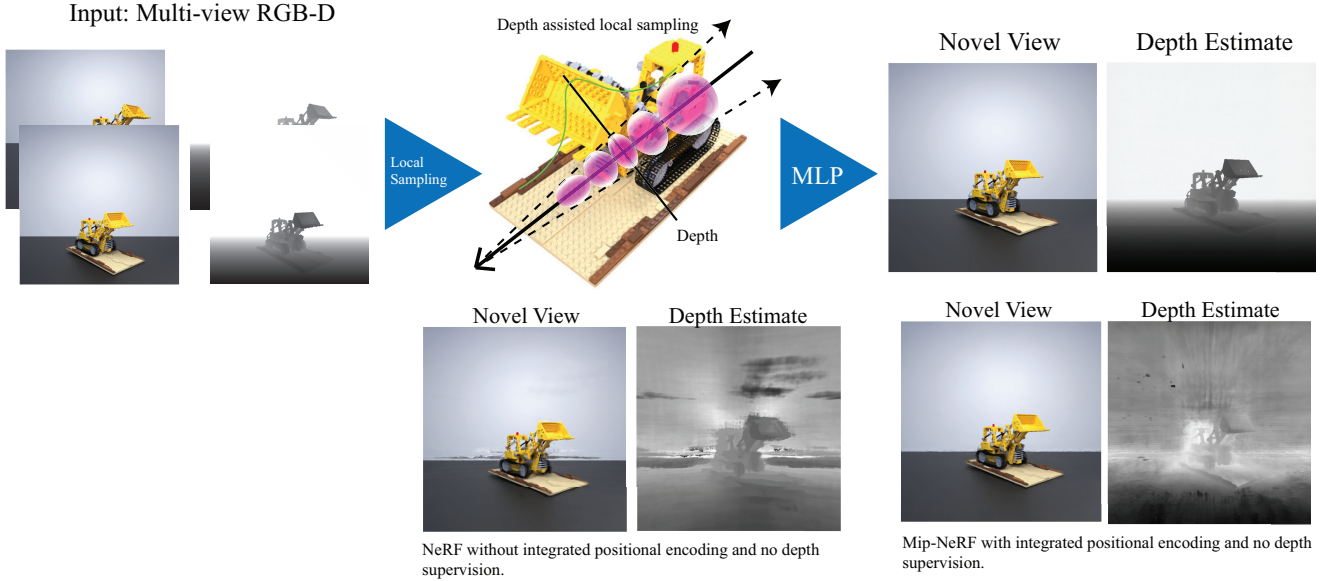 Input: Multi-view RGB-D
Depth assisted local sampling
Local
Sampling
Depth
MLP
Novel View
Depth Estimate
Novel View
Depth Estimate
NeRF without integrated positional encoding and no depth
supervision.
Novel View
Depth Estimate
Mip-NeRF with integrated positional encoding and no depth
supervision.